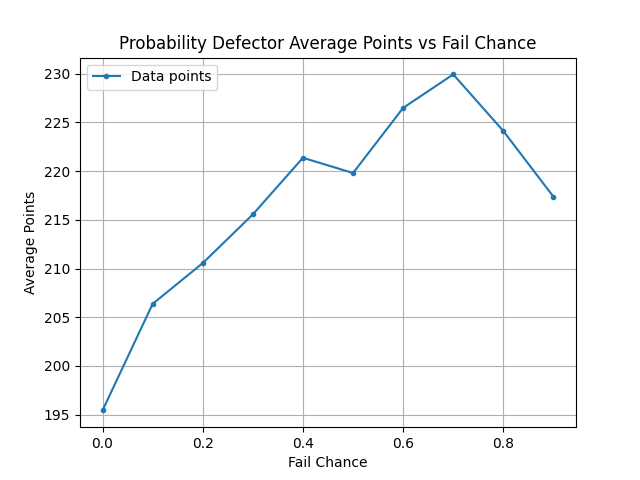 Probability Defector Average Points vs Fail Chance
Data points
230
225
220
215
210
205
200
195
Average Points
0.0 0.2 0.4 0.6 0.8
Fail Chance